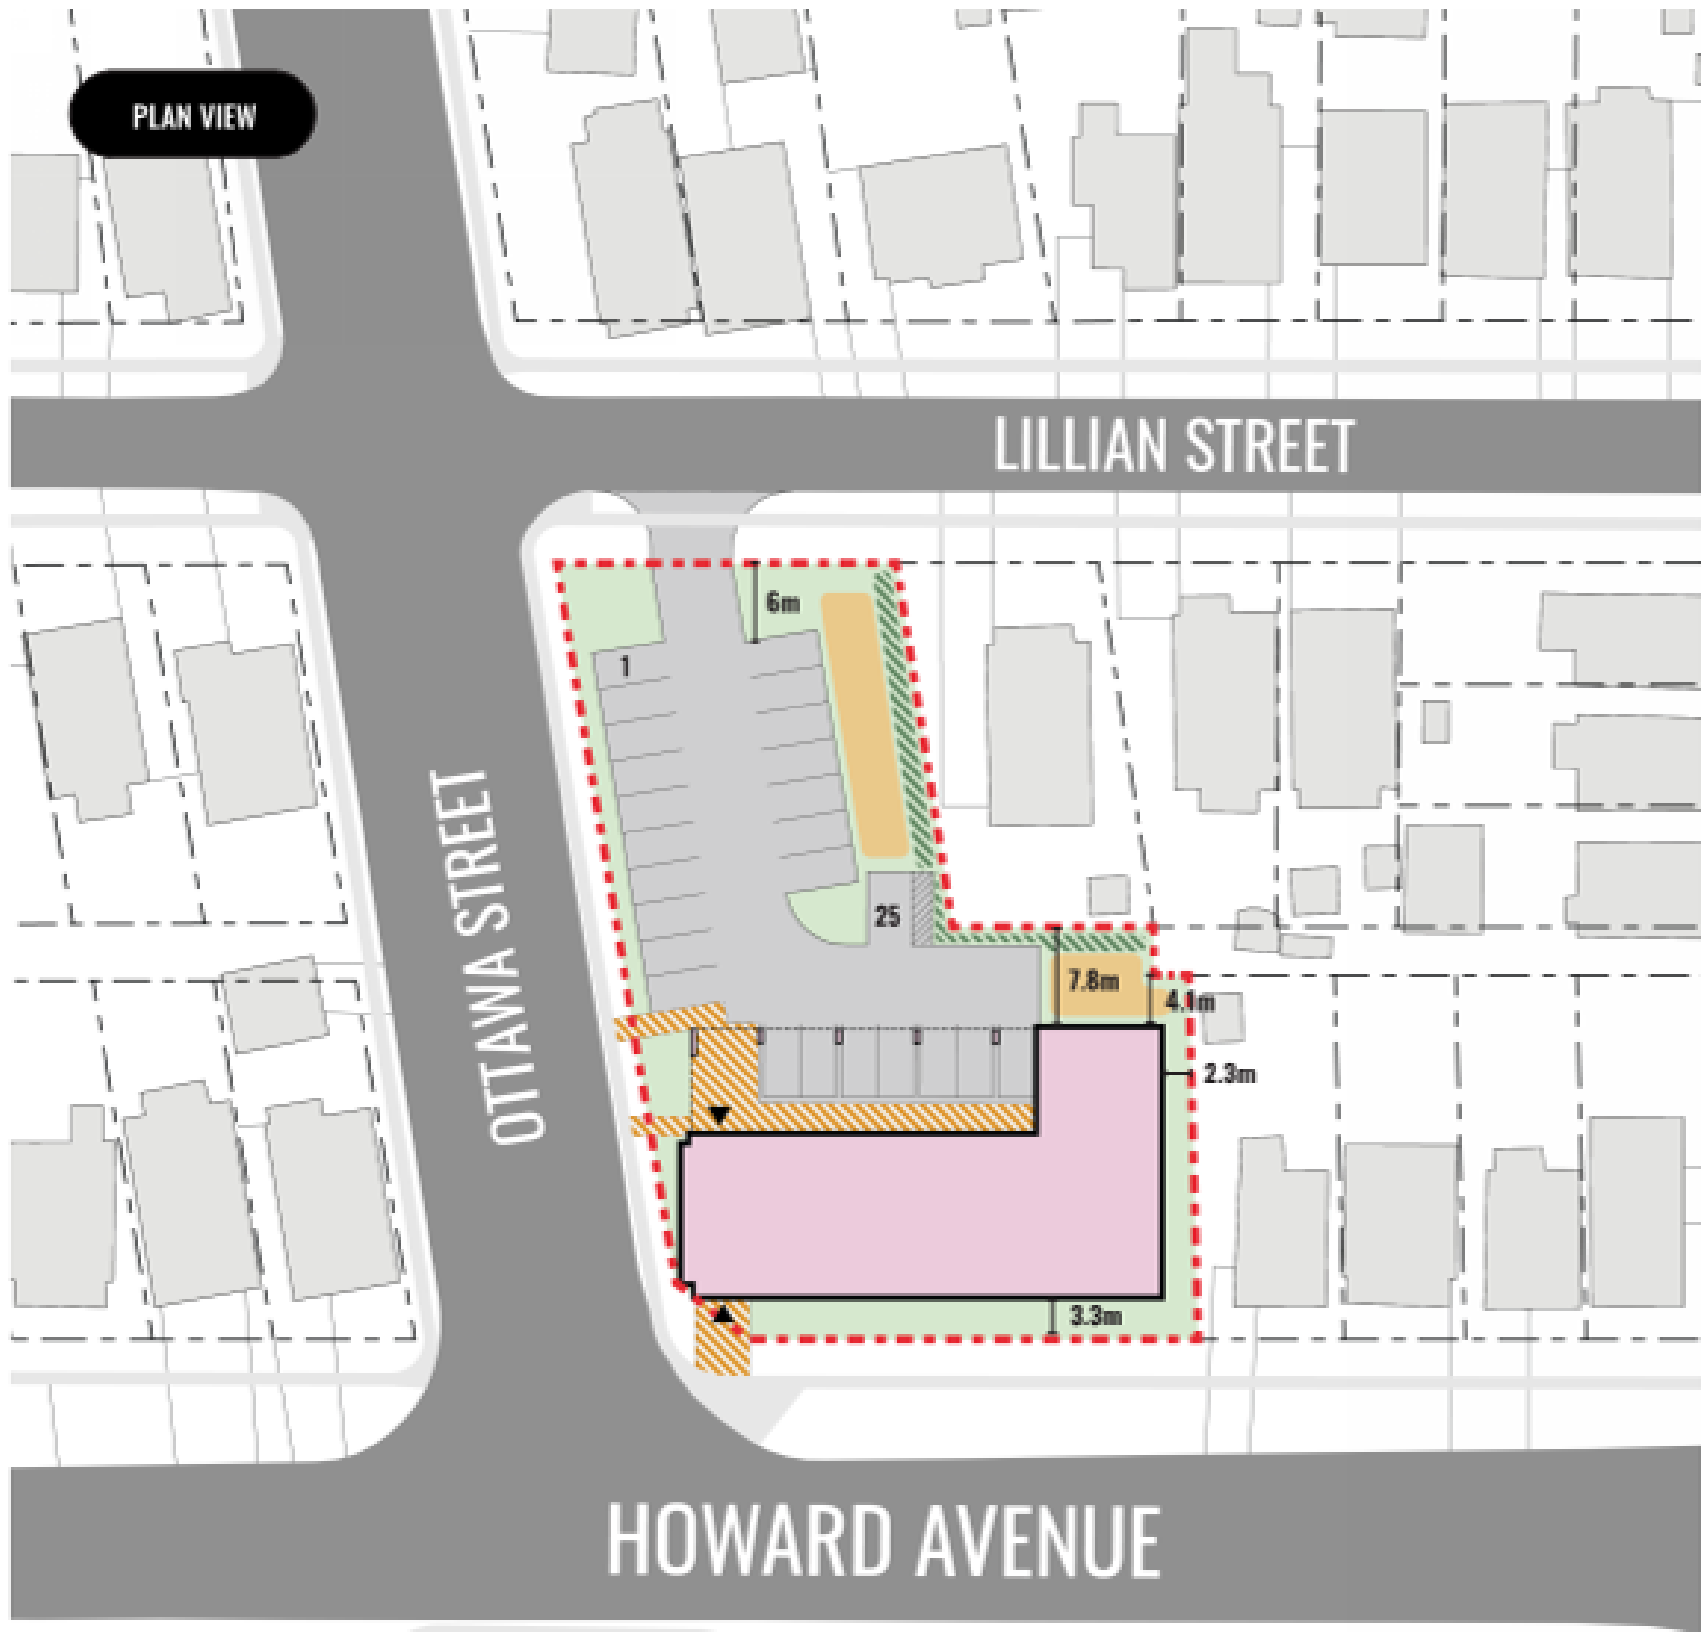 PLAN VIEW
LILLIAN STREET
6m
1
OTTAWA STREET
25
7.8m
4.1m
2.3m
3.3m
HOWARD AVENUE